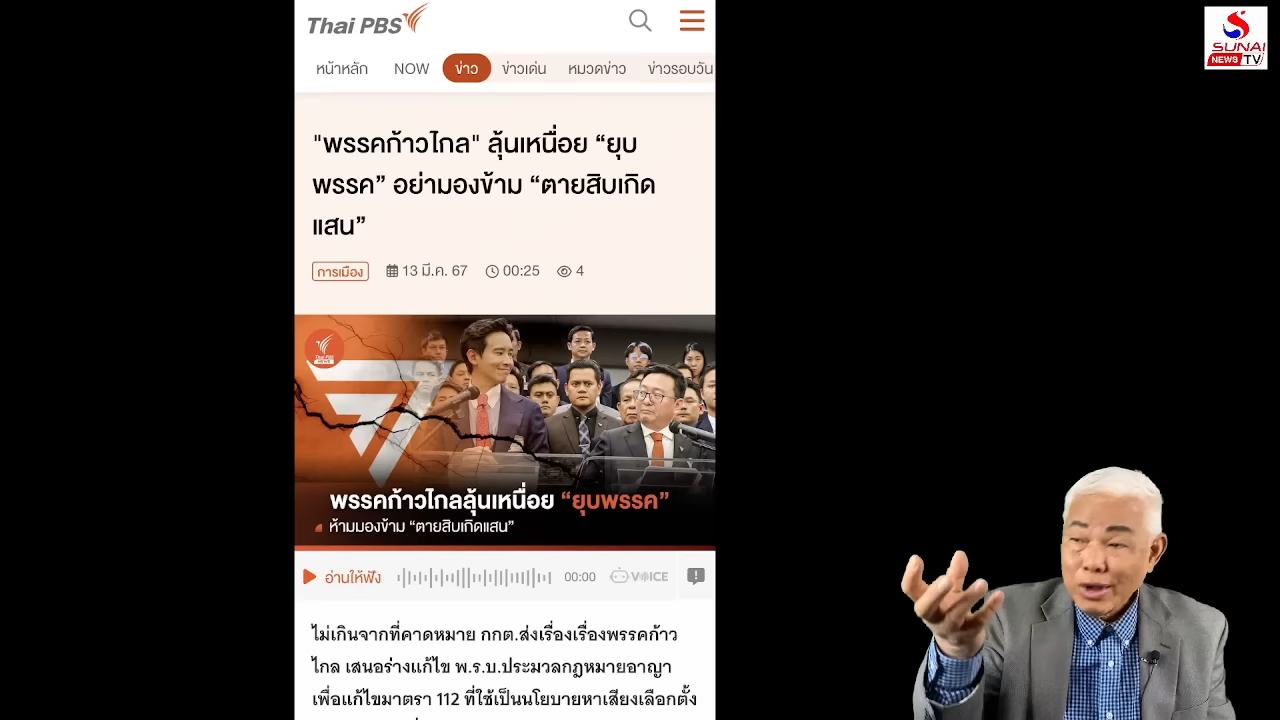 Thai PBS
SUNAI
NEWS TV
หน้าหลัก NOW ข่าว ข่าวเด่น หมวดข่าว ข่าวรอบวัน
"พรรคก้าวไกล" ลุ้นเหนื่อย “ยุบ
พรรค” อย่ามองข้าม “ตายสิบเกิด
แสน”
การเมือง 13 มี.ค. 67 00:25 4
Thai PBS
NEWS
พรรคก้าวไกลลุ้นเหนื่อย “ยุบพรรค”
ห้ามมองข้าม “ตายสิบเกิดแสน”
อ่านให้ฟัง 00:00 VOICE
ไม่เกินจากที่คาดหมาย กกต.ส่งเรื่องเรื่องพรรคก้าว
ไกล เสนอร่างแก้ไข พ.ร.บ.ประมวลกฎหมายอาญา
เพื่อแก้ไขมาตรา 112 ที่ใช้เป็นนโยบายหาเสียงเลือกตั้ง